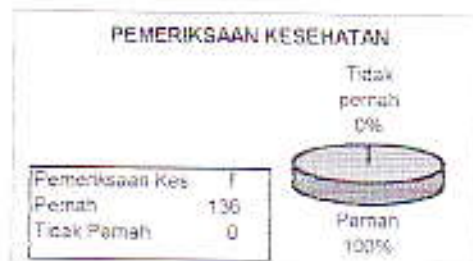 PEMERIKSAAN KESEHATAN
Tidak
pernah
0%
Pemeriksaan Kes f
Pernah 136
Tidak Pernah 0
Pernah
100%